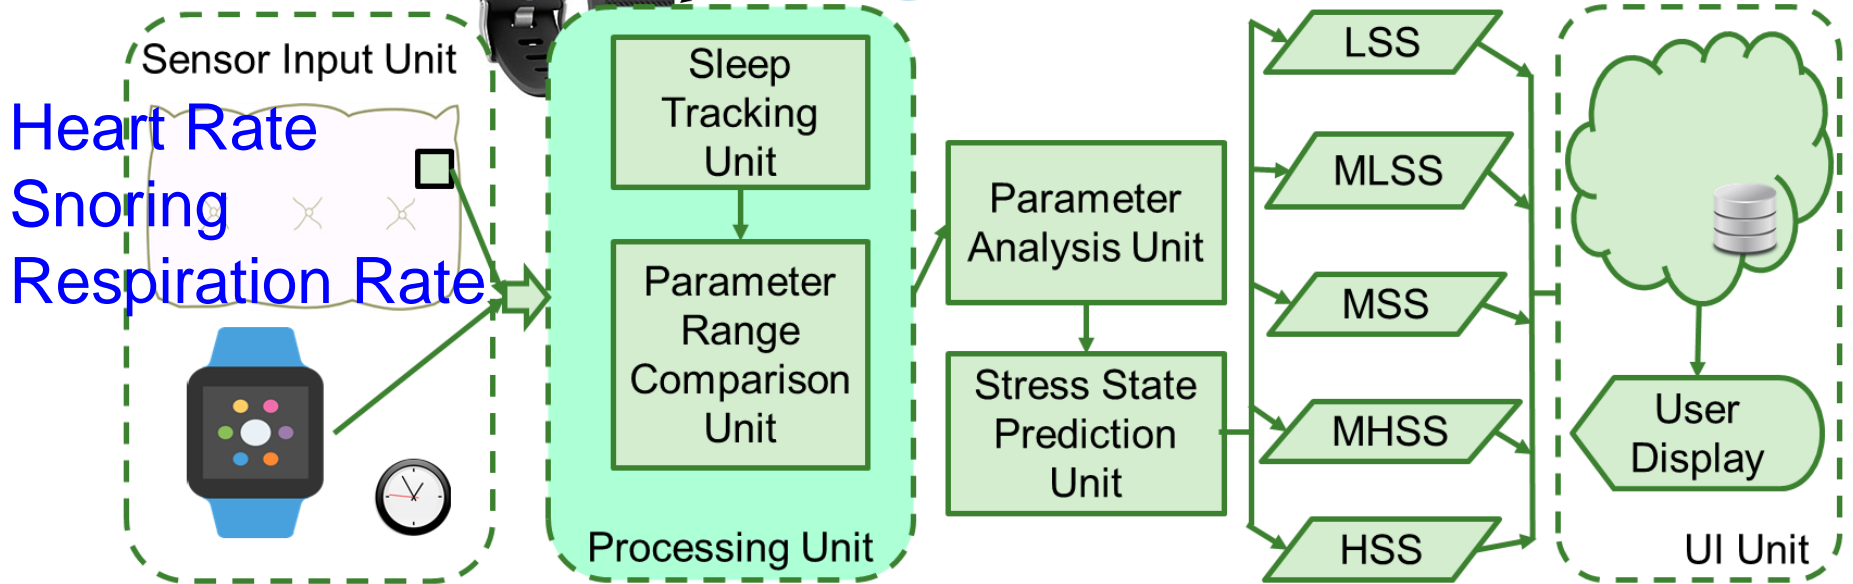 Sensor Input Unit
Heart Rate
Snoring
Respiration Rate
Sleep
Tracking
Unit
Parameter
Range
Comparison
Unit
Processing Unit
Parameter
Analysis Unit
Stress State
Prediction
Unit
LSS
MLSS
MSS
MHSS
HSS
User
Display
UI Unit